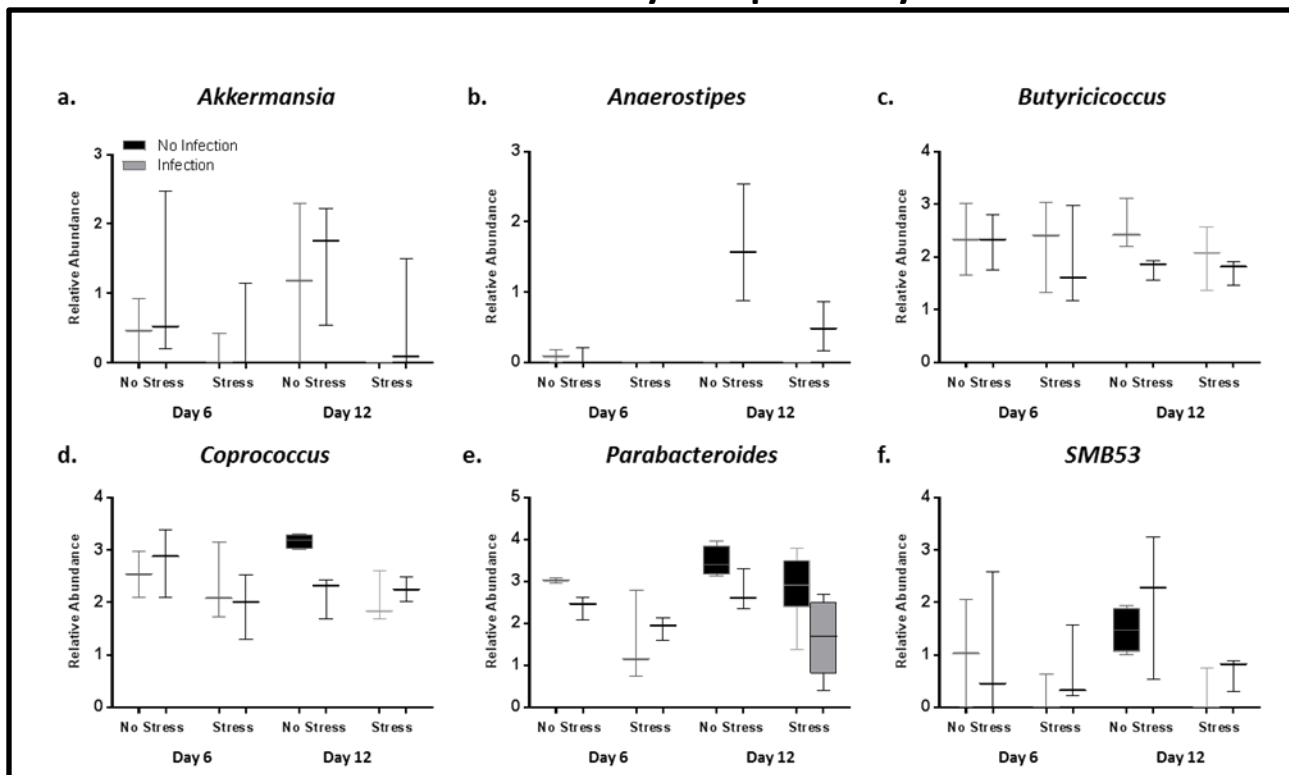 a. Akkermansia
No Infection
Infection
Relative Abundance
3
2
1
0
No Stress Stress No Stress Stress
Day 6 Day 12
b. Anaerostipes
Relative Abundance
3
2
1
0
No Stress Stress No Stress Stress
Day 6 Day 12
c. Butyricicoccus
Relative Abundance
4
3
2
1
0
No Stress Stress No Stress Stress
Day 6 Day 12
d. Coprococcus
Relative Abundance
4
3
2
1
0
No Stress Stress No Stress Stress
Day 6 Day 12
e. Parabacteroides
Relative Abundance
5
4
3
2
1
0
No Stress Stress No Stress Stress
Day 6 Day 12
f. SMB53
Relative Abundance
4
3
2
1
0
No Stress Stress No Stress Stress
Day 6 Day 12